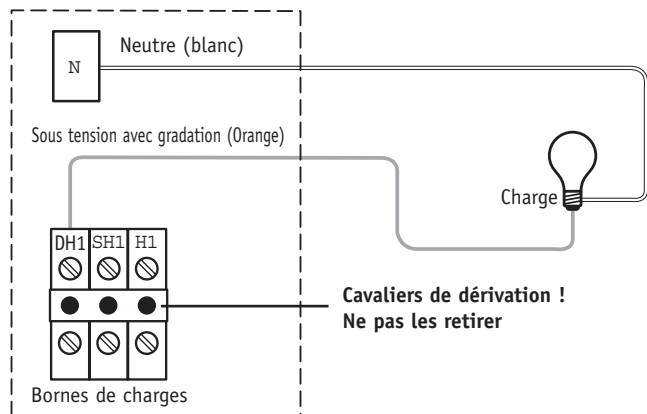 Neutre (blanc)
N
Sous tension avec gradation (Orange)
Charge
DH1 SH1 H1
Cavaliers de dérivation !
Ne pas les retirer
Bornes de charges